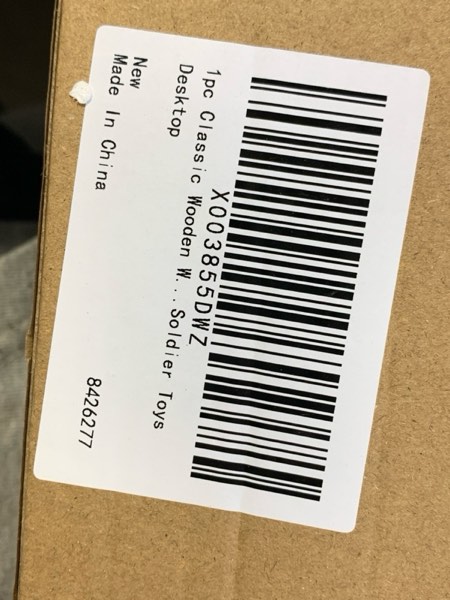 X003855DWZ
1pc Classic Wooden W...Soldier Toys
Desktop
New
Made In China
8426277